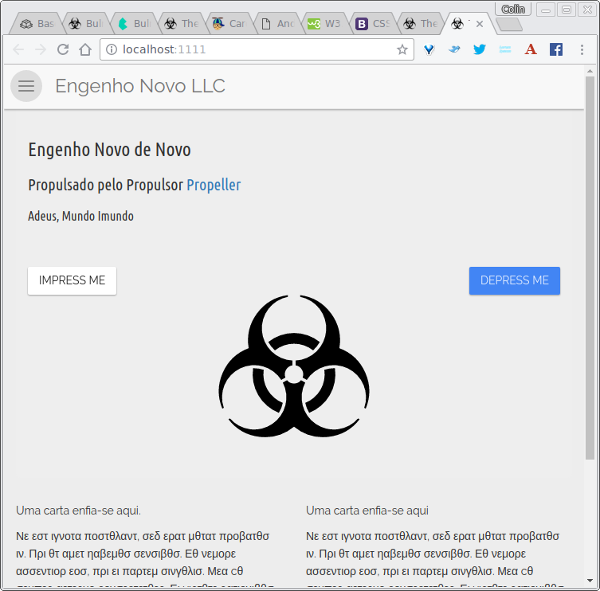 Colin
Bas
Bul
Bul
The
Car
And
W3
CSS
The
localhost:1111
Engenho Novo LLC
Engenho Novo de Novo
Propulsado pelo Propulsor Propeller
Adeus, Mundo Imundo
IMPRESS ME
DEPRESS ME
Uma carta enfia-se aqui.
Νε εστ ιγνοτα ποστθλαντ, σεδ ερατ μθτατ προβατθσ
ιν. Πρι θτ αμετ ηαβεμθσ σενσιβθσ. Εθ νεμορε
ασσεντιορ εοσ, πρι ει παρτεμ σινγθλισ. Μεα cθ
Uma carta enfia-se aqui
Νε εστ ιγνοτα ποστθλαντ, σεδ ερατ μθτατ προβατθσ
ιν. Πρι θτ αμετ ηαβεμθσ σενσιβθσ. Εθ νεμορε
ασσεντιορ εοσ, πρι ει παρτεμ σινγθλισ. Μεα cθ